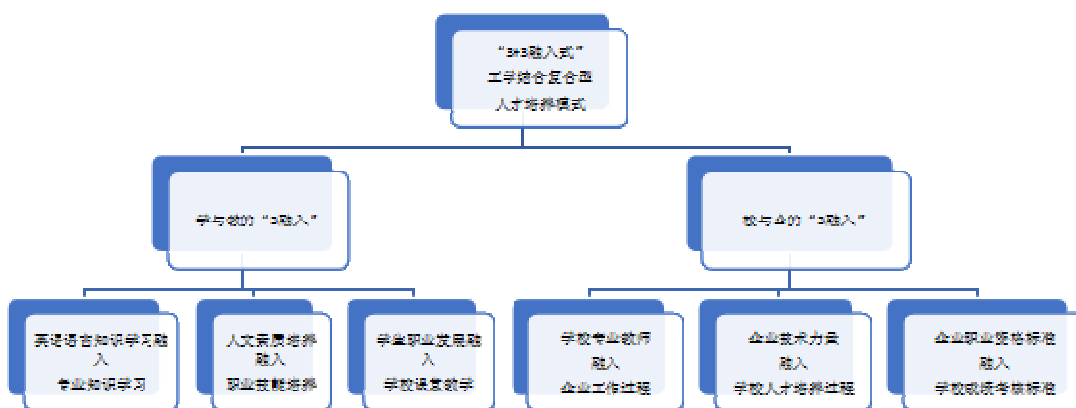 “3+3融入式”
工学结合复合型
人才培养模式
学与教的“3融入”
校与企的“3融入”
英语语言知识学习融
入
专业知识学习
人文素质培养
融入
职业技能培养
学生职业发展融
入
学校课堂教学
学校专业教师
融入
企业工作过程
企业技术力量
融入
学校人才培养过程
企业职业资格标准
融入
学校成绩考核标准